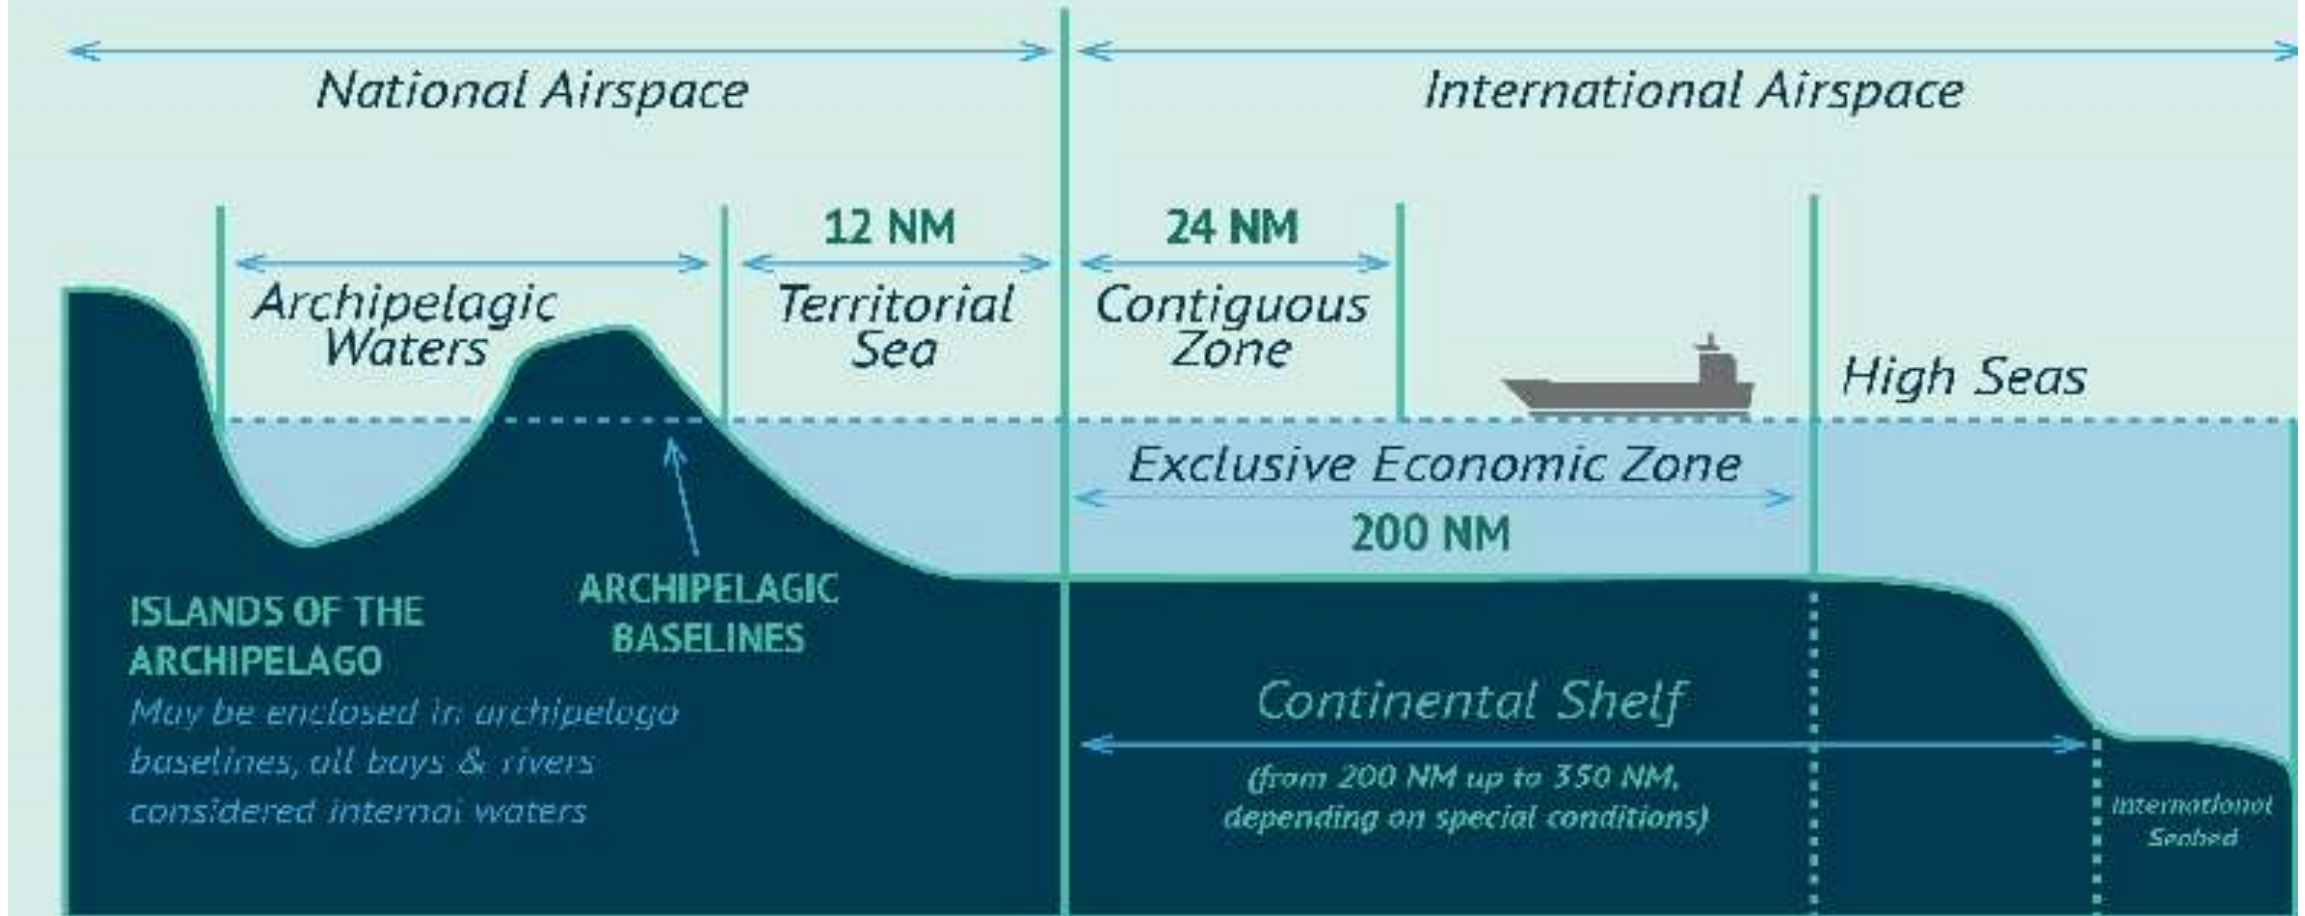 National Airspace
International Airspace
12 NM
24 NM
Archipelagic
Waters
Territorial
Sea
Contiguous
Zone
High Seas
Exclusive Economic Zone
200 NM
ARCHIPELAGIC
BASELINES
ISLANDS OF THE
ARCHIPELAGO
May be enclosed in archipelago
baselines, all bays & rivers
considered internal waters
Continental Shelf
(from 200 NM up to 350 NM,
depending on special conditions)
International
Seabed